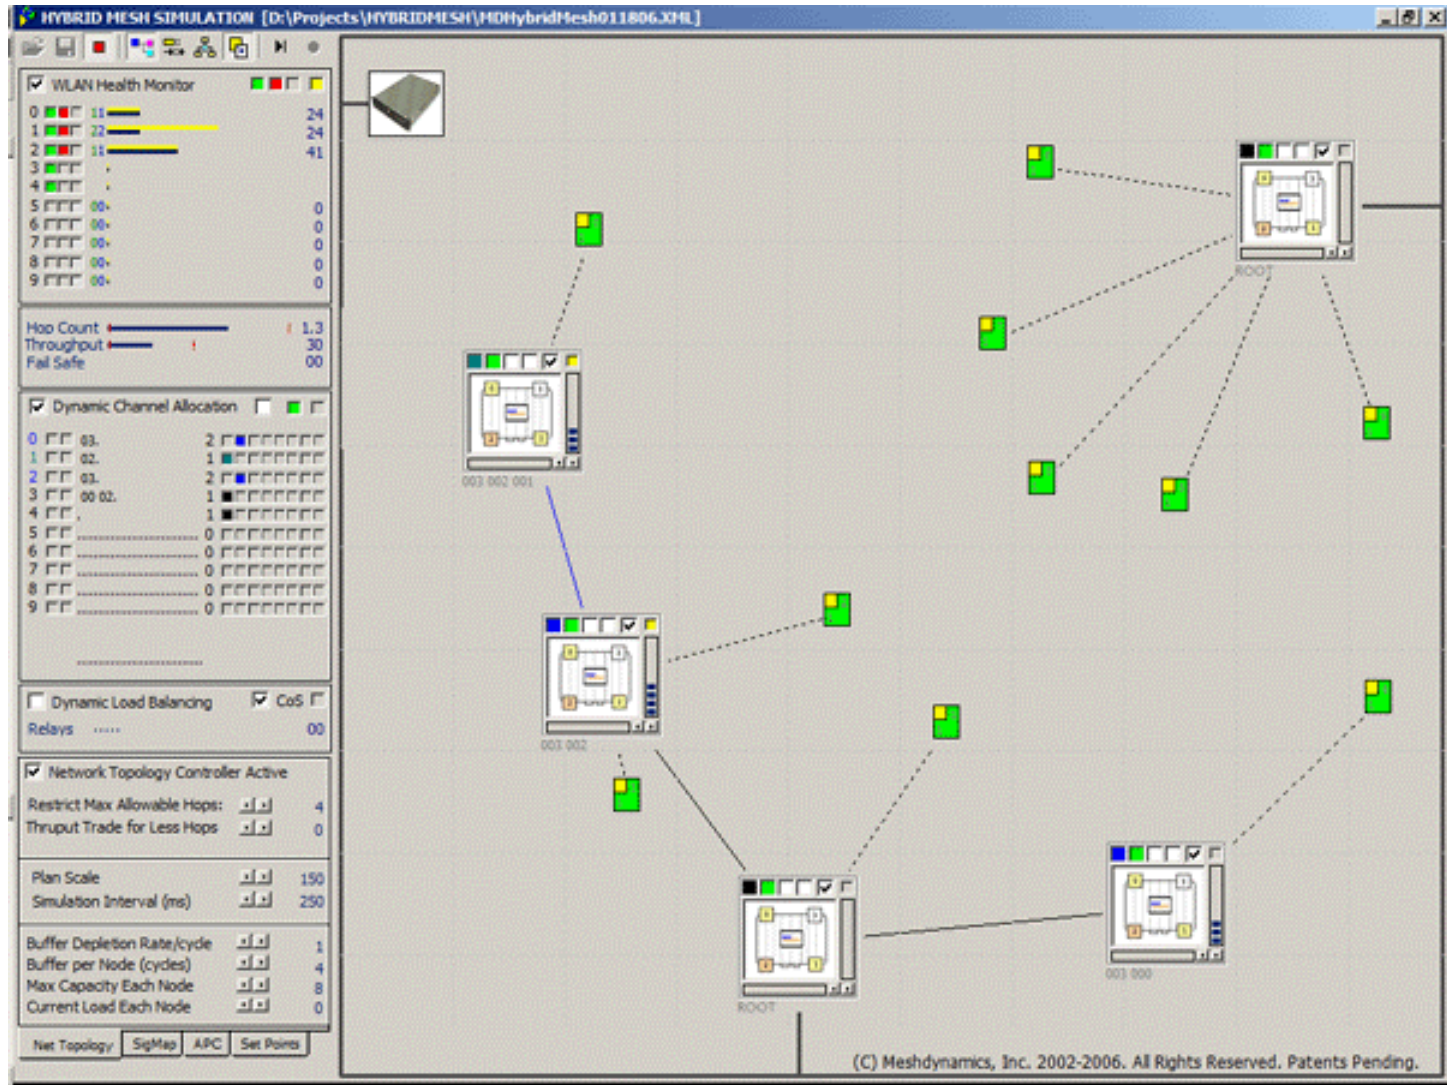 HYBRID MESH SIMULATION [D:\Projects\HYBRIDMESH\MDHybridMesh011806.XML]
WLAN Health Monitor
0 11 24
1 22 24
2 11 41
3
4
5 00 0
6 00 0
7 00 0
8 00 0
9 00 0
Hop Count 1.3
Throughput 30
Fail Safe 00
Dynamic Channel Allocation
0 03. 2
1 02. 1
2 03. 2
3 00 02. 1
4 . 1
5 0
6 0
7 0
8 0
9 0
Dynamic Load Balancing CoS
Relays 00
Network Topology Controller Active
Restrict Max Allowable Hops: 4
Thruput Trade for Less Hops 0
Plan Scale 150
Simulation Interval (ms) 250
Buffer Depletion Rate/cycle 1
Buffer per Node (cycles) 4
Max Capacity Each Node 8
Current Load Each Node 0
Net Topology SigMap APC Set Points
ROOT
003 002 001
003 002
003 000
ROOT
(C) Meshdynamics, Inc. 2002-2006. All Rights Reserved. Patents Pending.